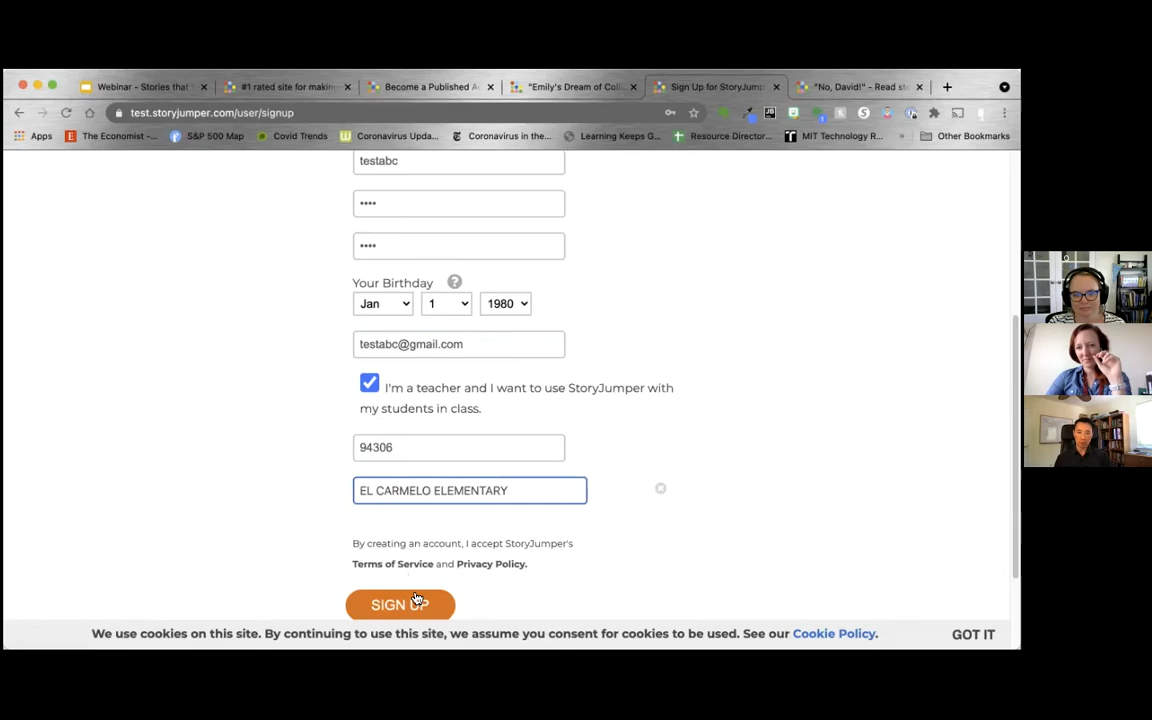 Webinar - Stories that
#1 rated site for makin
Become a Published A
"Emily's Dream of Coll
Sign Up for StoryJump
"No, David!" - Read st
test.storyjumper.com/user/signup
Apps
The Economist -...
S&P 500 Map
Covid Trends
Coronavirus Upda...
Coronavirus in the...
Learning Keeps G...
Resource Director...
MIT Technology R...
Other Bookmarks
testabc
••••
••••
Your Birthday ?
Jan 1 1980
testabc@gmail.com
I'm a teacher and I want to use StoryJumper with
my students in class.
94306
EL CARMELO ELEMENTARY
By creating an account, I accept StoryJumper's
Terms of Service and Privacy Policy.
SIGN UP
We use cookies on this site. By continuing to use this site, we assume you consent for cookies to be used. See our Cookie Policy. GOT IT